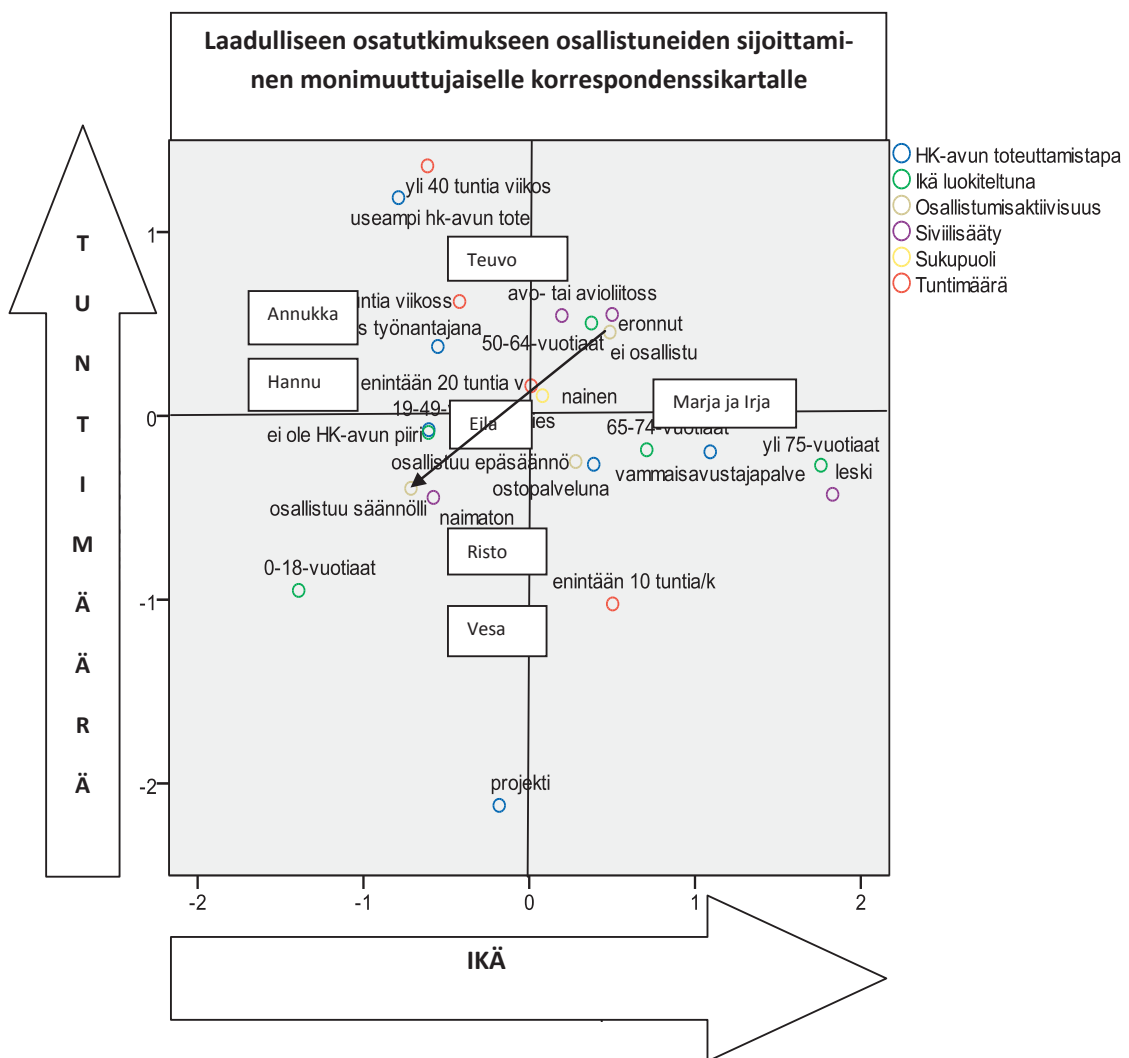 Laadulliseen osatutkimukseen osallistuneiden sijoittami-
nen monimuuttujaiselle korrespondenssikartalle
HK-avun toteuttamistapa
Ikä luokiteltuna
Osallistumisaktiivisuus
Siviilisääty
Sukupuoli
Tuntimäärä
T
U
N
T
I
M
Ä
Ä
R
Ä
yli 40 tuntia viikos
useampi hk-avun tote
1
Teuvo
avo- tai avioliitoss
tuntia viikoss
Annukka
eronnut
s työnantajana
50-64-vuotiaat
ei osallistu
Hannu
enintään 20 tuntia v
nainen
Marja ja Irja
0
19-49-
Eila
ies
65-74-vuotiaat
ei ole HK-avun piiri
yli 75-vuotiaat
osallistuu epäsäännö
leski
vammaisavustajapalve
ostopalveluna
osallistuu säännölli
naimaton
Risto
0-18-vuotiaat
enintään 10 tuntia/k
-1
Vesa
projekti
-2
-2
-1
0
1
2
IKÄ